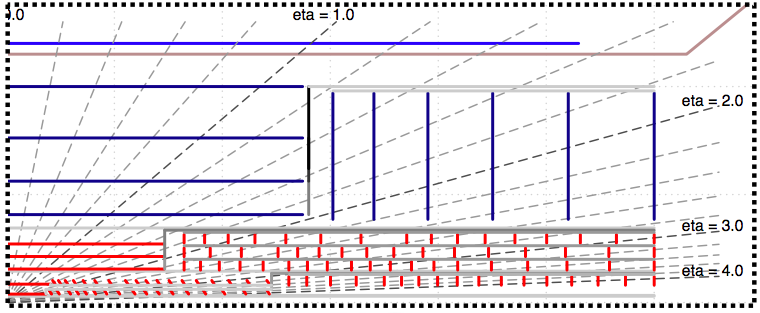 .0
eta = 1.0
eta = 2.0
eta = 3.0
eta = 4.0